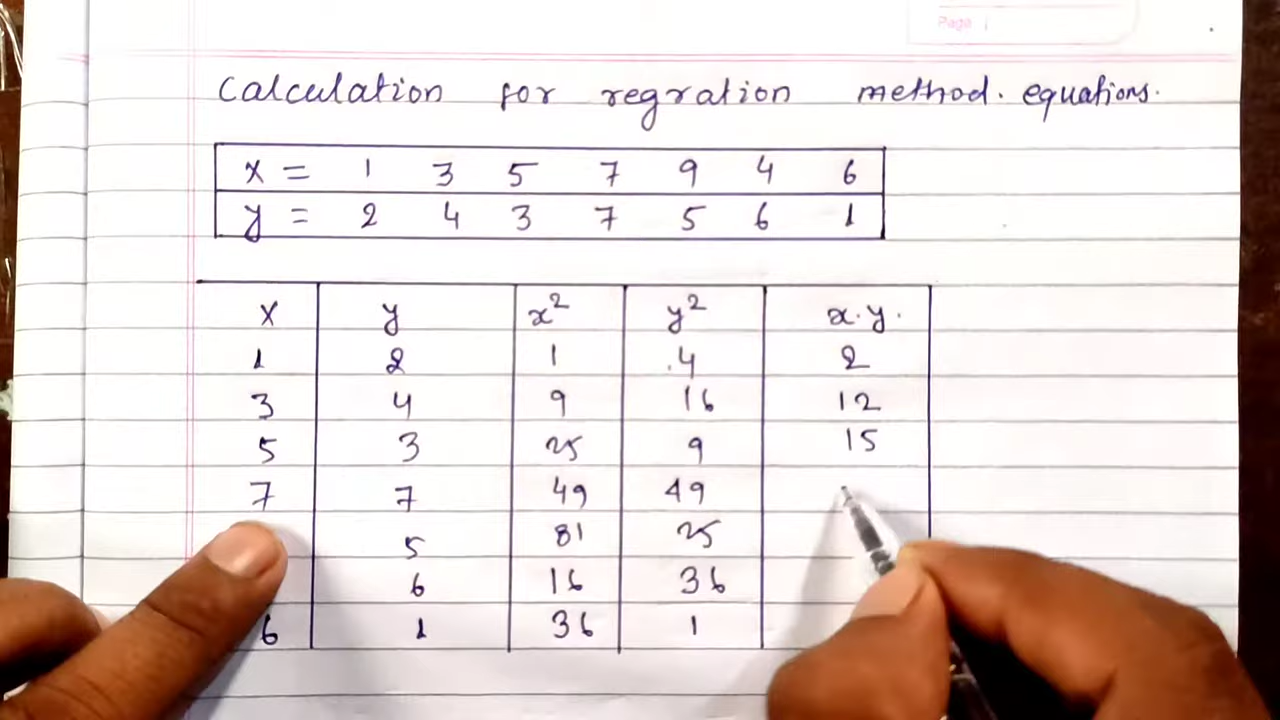 Page
Calculation for regration method. equations.
x = 1 3 5 7 9 4 6
y = 2 4 3 7 5 6 1
x y x² y² x.y.
1 2 1 4 2
3 4 9 16 12
5 3 25 9 15
7 7 49 49
5 81 25
6 16 36
6 1 36 1